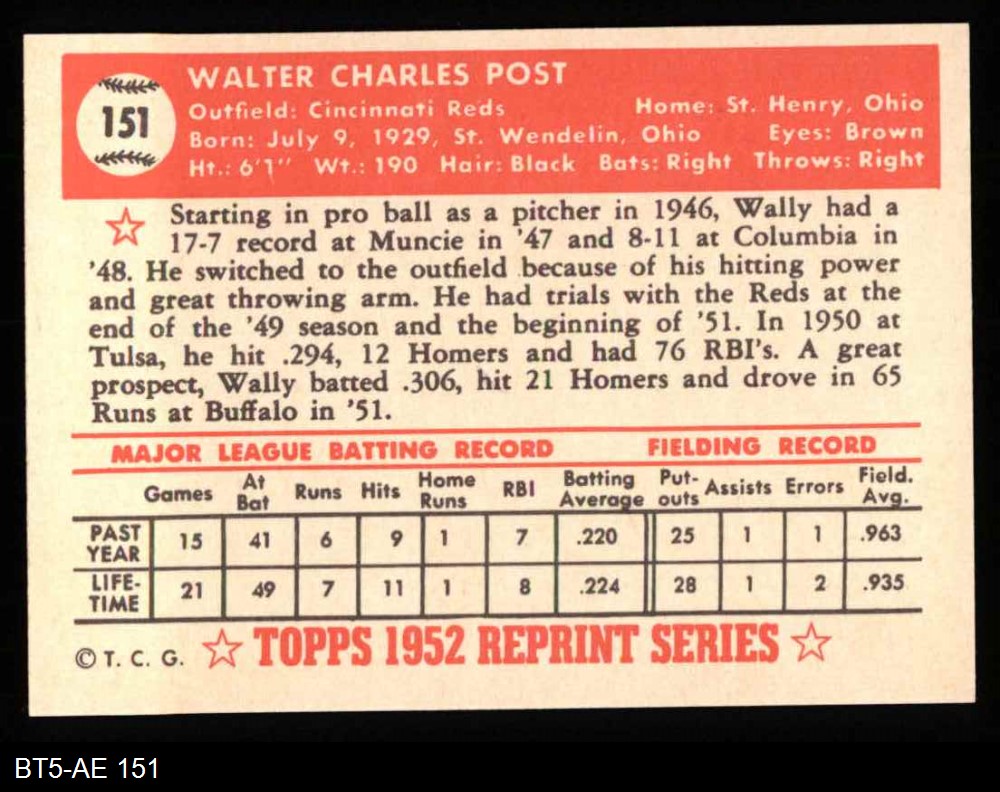 151
WALTER CHARLES POST
Outfield: Cincinnati Reds Home: St. Henry, Ohio
Born: July 9, 1929, St. Wendelin, Ohio Eyes: Brown
Ht.: 6'1" Wt.: 190 Hair: Black Bats: Right Throws: Right
Starting in pro ball as a pitcher in 1946, Wally had a
17-7 record at Muncie in '47 and 8-11 at Columbia in
'48. He switched to the outfield because of his hitting power
and great throwing arm. He had trials with the Reds at the
end of the '49 season and the beginning of '51. In 1950 at
Tulsa, he hit .294, 12 Homers and had 76 RBI's. A great
prospect, Wally batted .306, hit 21 Homers and drove in 65
Runs at Buffalo in '51.
MAJOR LEAGUE BATTING RECORD FIELDING RECORD
Games At Bat Runs Hits Home Runs RBI Batting Average Put-outs Assists Errors Field. Avg.
PAST YEAR 15 41 6 9 1 7 .220 25 1 1 .963
LIFE-TIME 21 49 7 11 1 8 .224 28 1 2 .935
© T. C. G. TOPPS 1952 REPRINT SERIES
BT5-AE 151